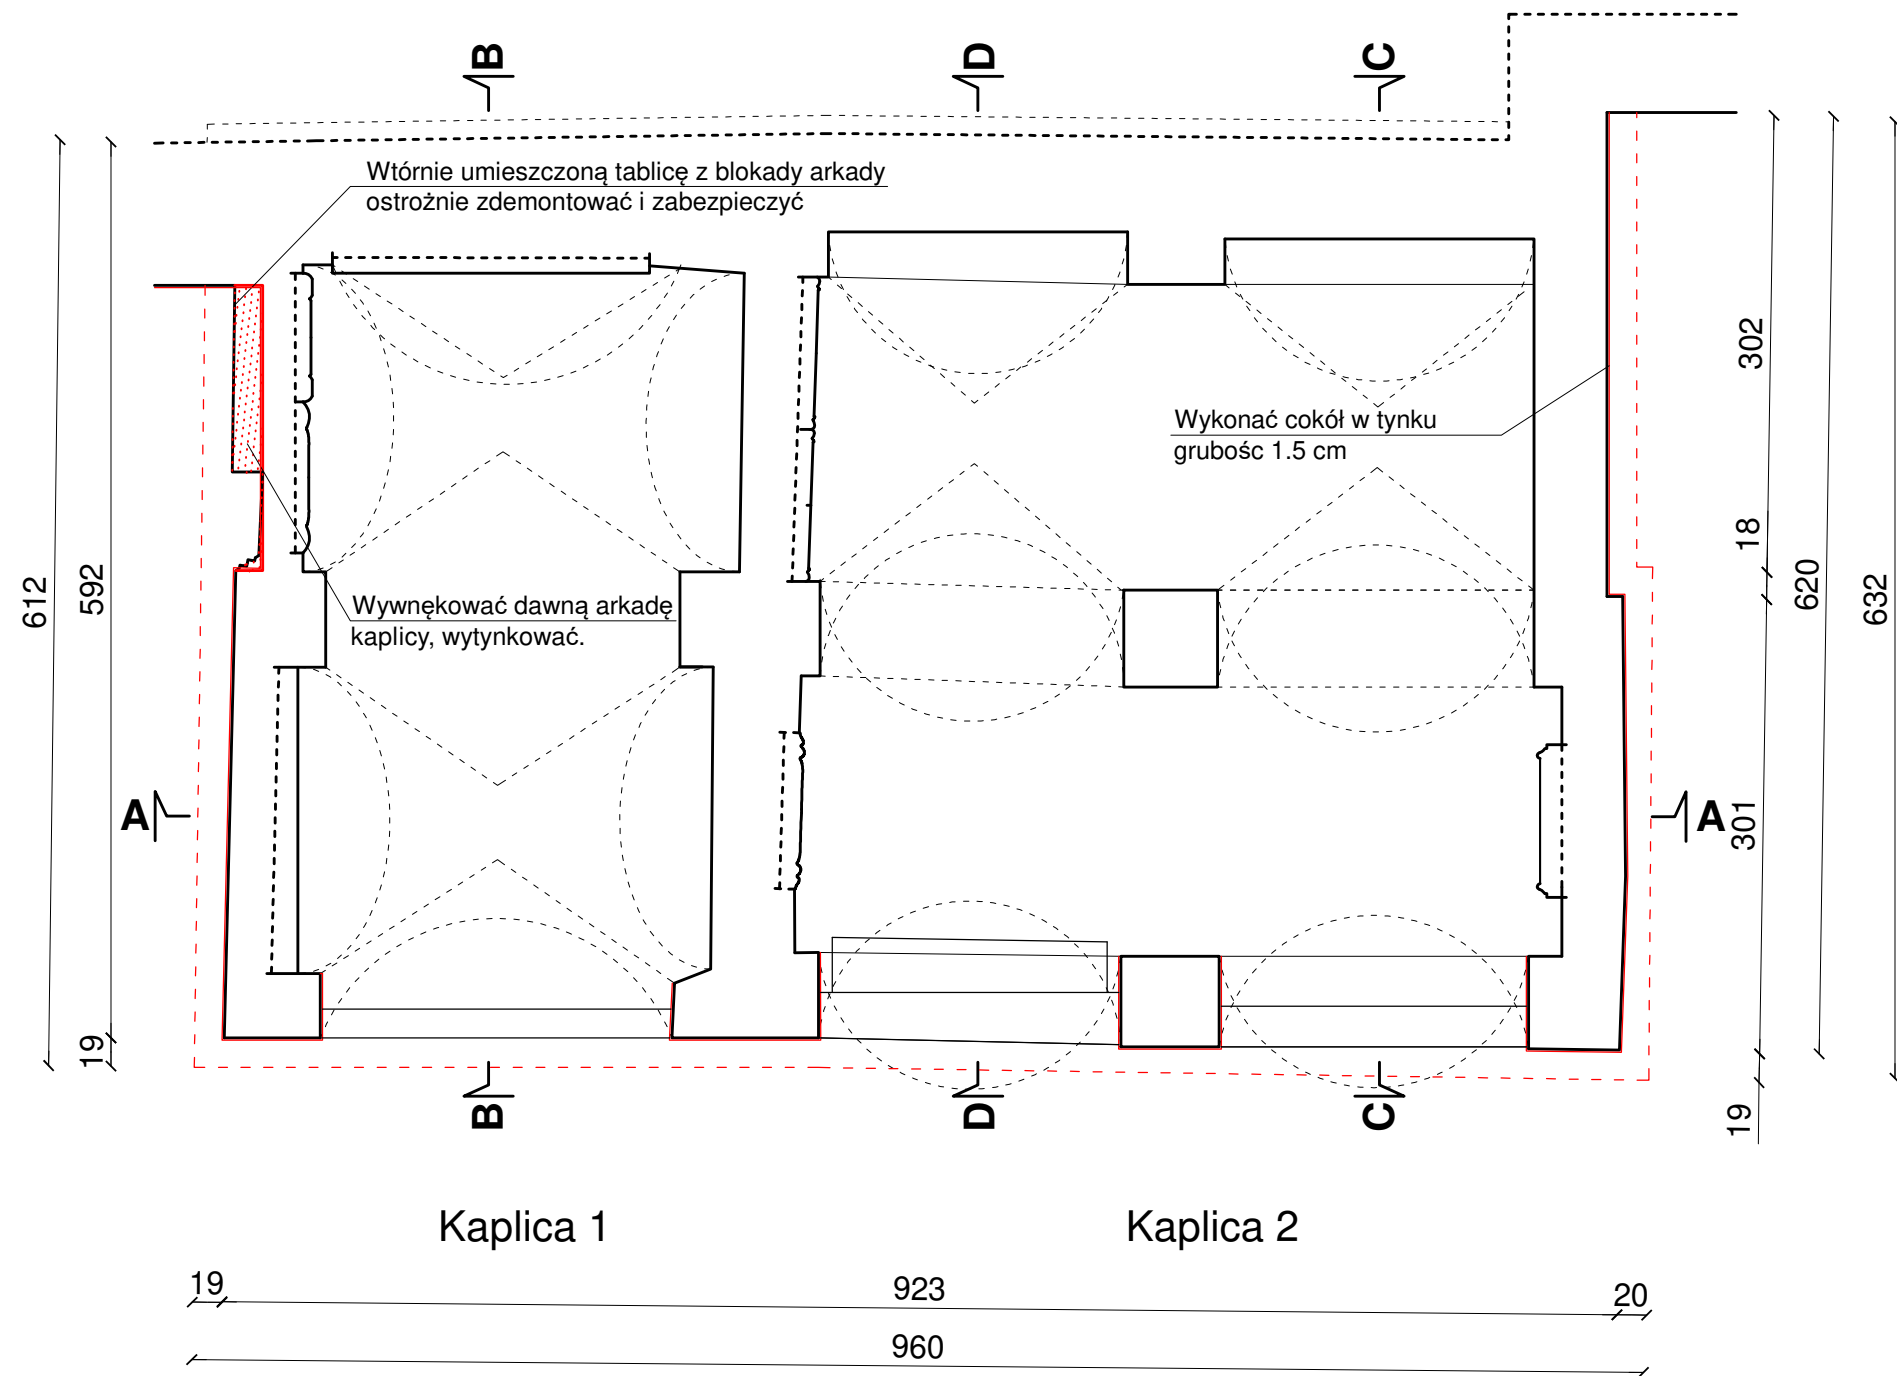 B
D
C
Wtórnie umieszczoną tablicę z blokady arkady
ostrożnie zdemontować i zabezpieczyć
Wykonać cokół w tynku
grubośc 1.5 cm
Wywnękować dawną arkadę
kaplicy, wytynkować.
612
592
19
302
18
301
19
620
632
A
A
B
D
C
Kaplica 1
Kaplica 2
19
923
20
960